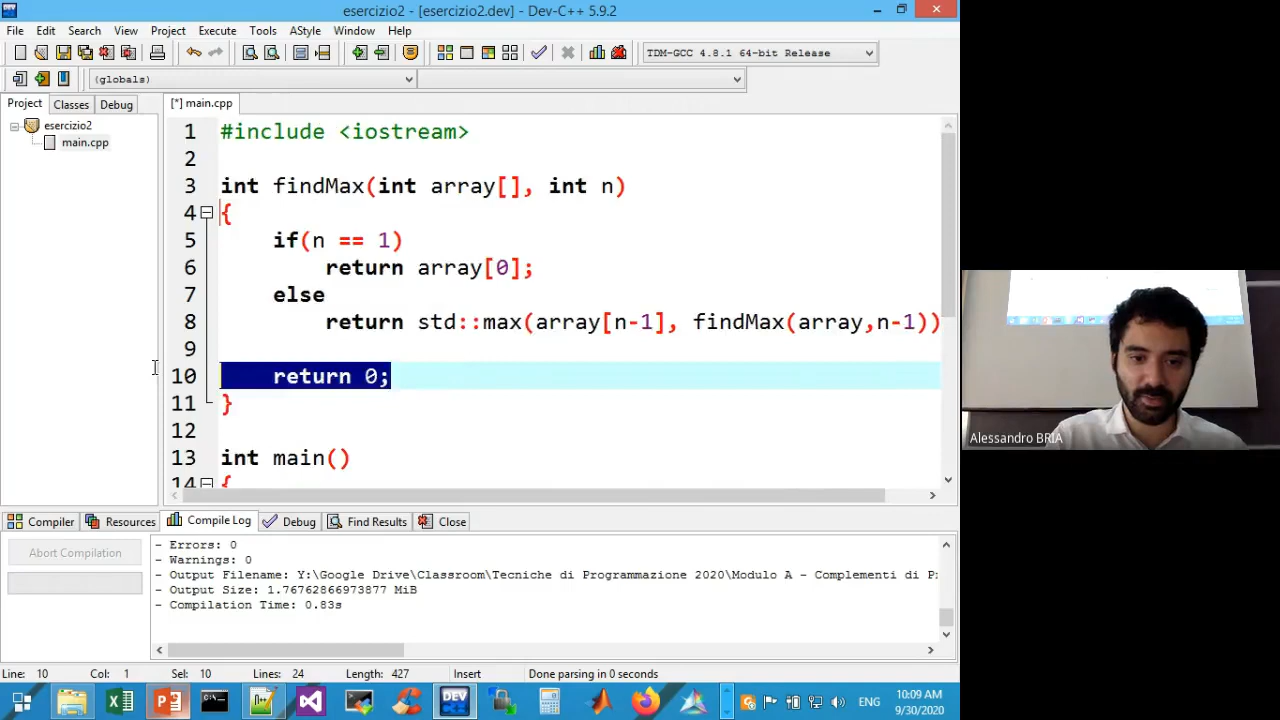 esercizio2 - [esercizio2.dev] - Dev-C++ 5.9.2
File Edit Search View Project Execute Tools AStyle Window Help
TDM-GCC 4.8.1 64-bit Release
(globals)
Project Classes Debug
[*] main.cpp
esercizio2
main.cpp
1 #include <iostream>
2
3 int findMax(int array[], int n)
4 {
5 if(n == 1)
6 return array[0];
7 else
8 return std::max(array[n-1], findMax(array,n-1))
9
10 return 0;
11 }
12
13 int main()
14 {
Alessandro BRIA
Compiler Resources Compile Log Debug Find Results Close
Abort Compilation
- Errors: 0
- Warnings: 0
- Output Filename: Y:\Google Drive\Classroom\Tecniche di Programmazione 2020\Modulo A - Complementi di P
- Output Size: 1.76762866973877 MiB
- Compilation Time: 0.83s
Line: 10 Col: 1 Sel: 10 Lines: 24 Length: 427 Insert Done parsing in 0 seconds
DEV
ENG
10:09 AM
9/30/2020